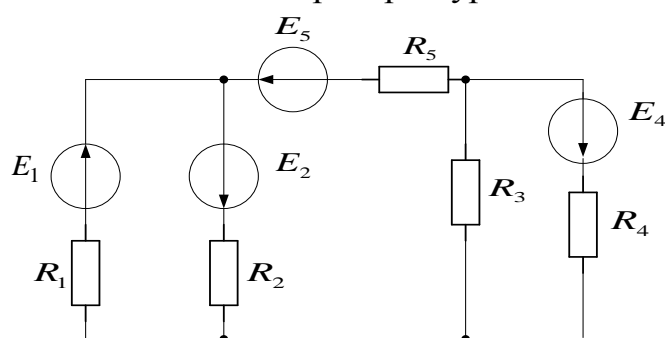 E₅
R₅
E₁
E₂
E₄
R₃
R₄
R₁
R₂